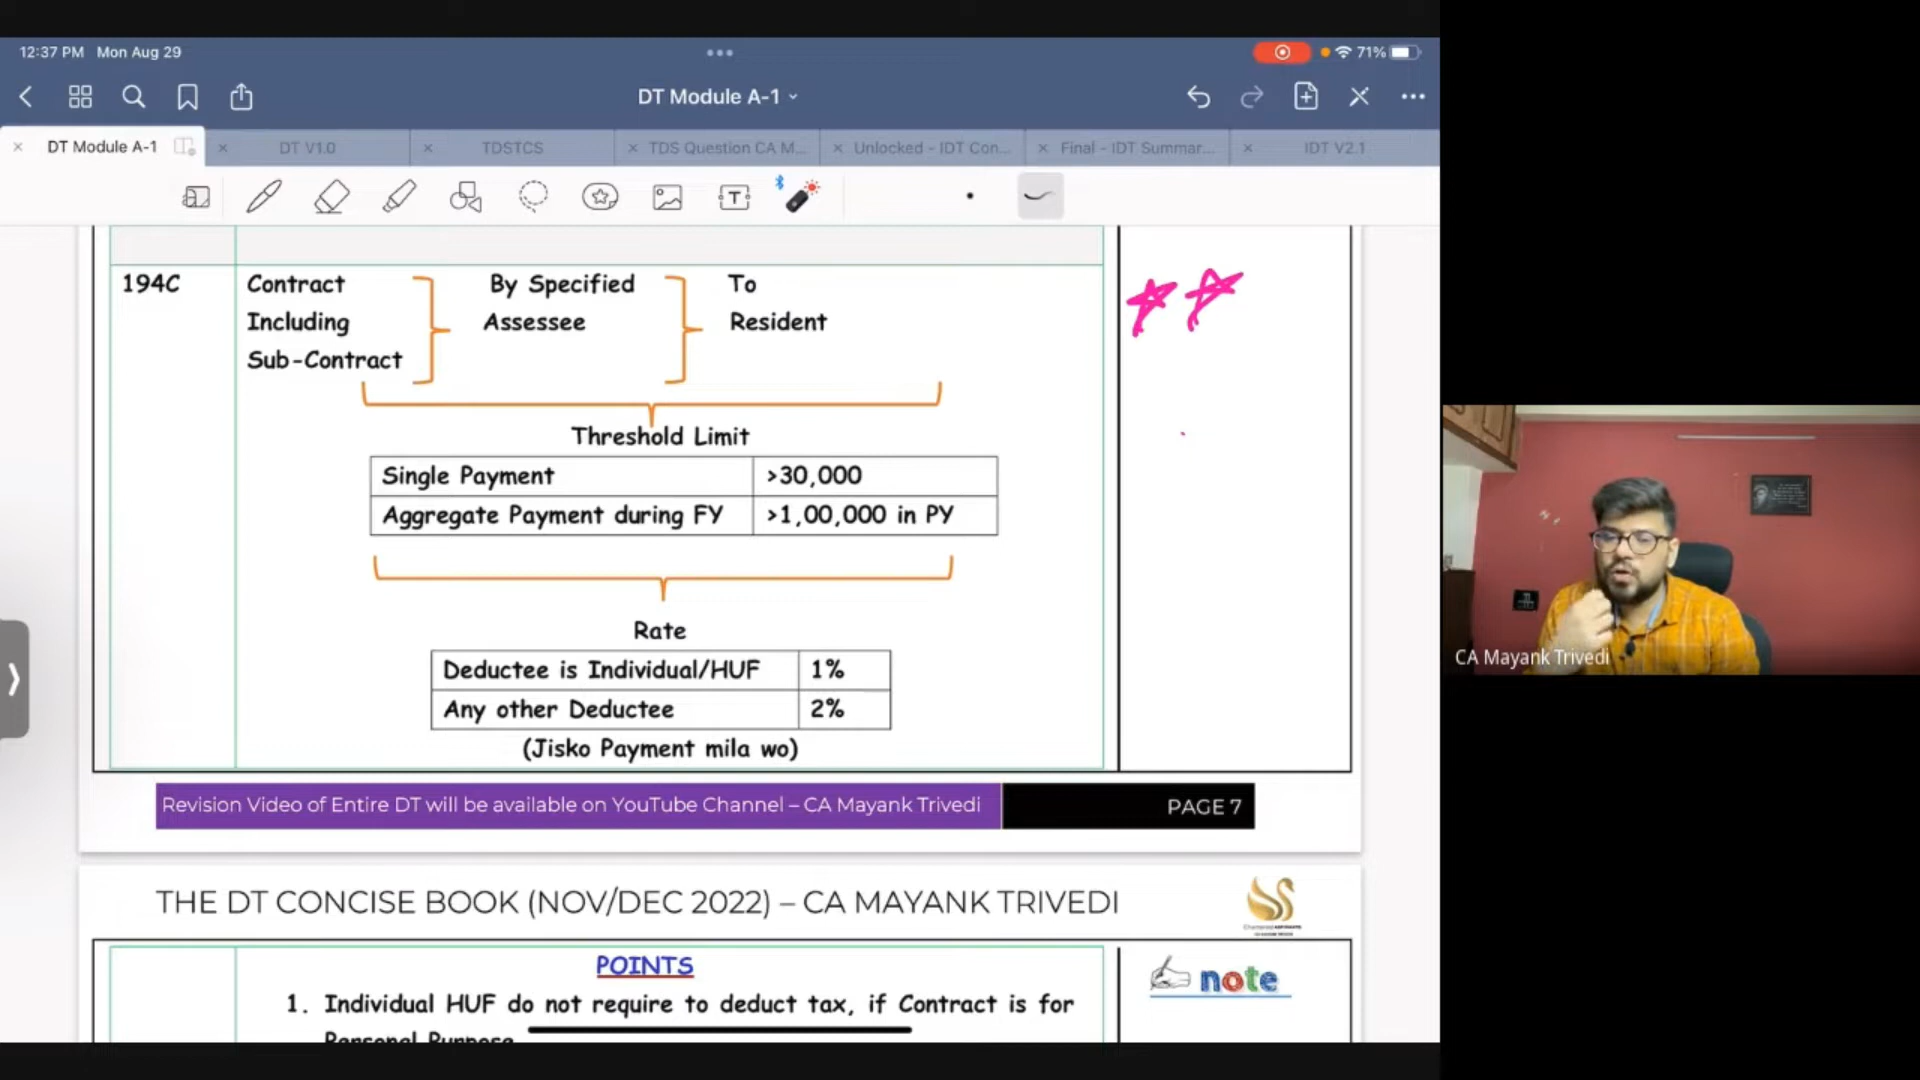 12:37 PM Mon Aug 29
71%
DT Module A-1
DT Module A-1
DT V1.0
TDSTCS
TDS Question CA M...
Unlocked - IDT Con...
Final - IDT Summar...
IDT V2.1
194C
Contract Including Sub-Contract
By Specified Assessee
To Resident
Threshold Limit
Single Payment >30,000
Aggregate Payment during FY >1,00,000 in PY
Rate
Deductee is Individual/HUF 1%
Any other Deductee 2%
(Jisko Payment mila wo)
Revision Video of Entire DT will be available on YouTube Channel – CA Mayank Trivedi
PAGE 7
THE DT CONCISE BOOK (NOV/DEC 2022) – CA MAYANK TRIVEDI
POINTS
note
1. Individual HUF do not require to deduct tax, if Contract is for
Personal Purpose
CA Mayank Trivedi